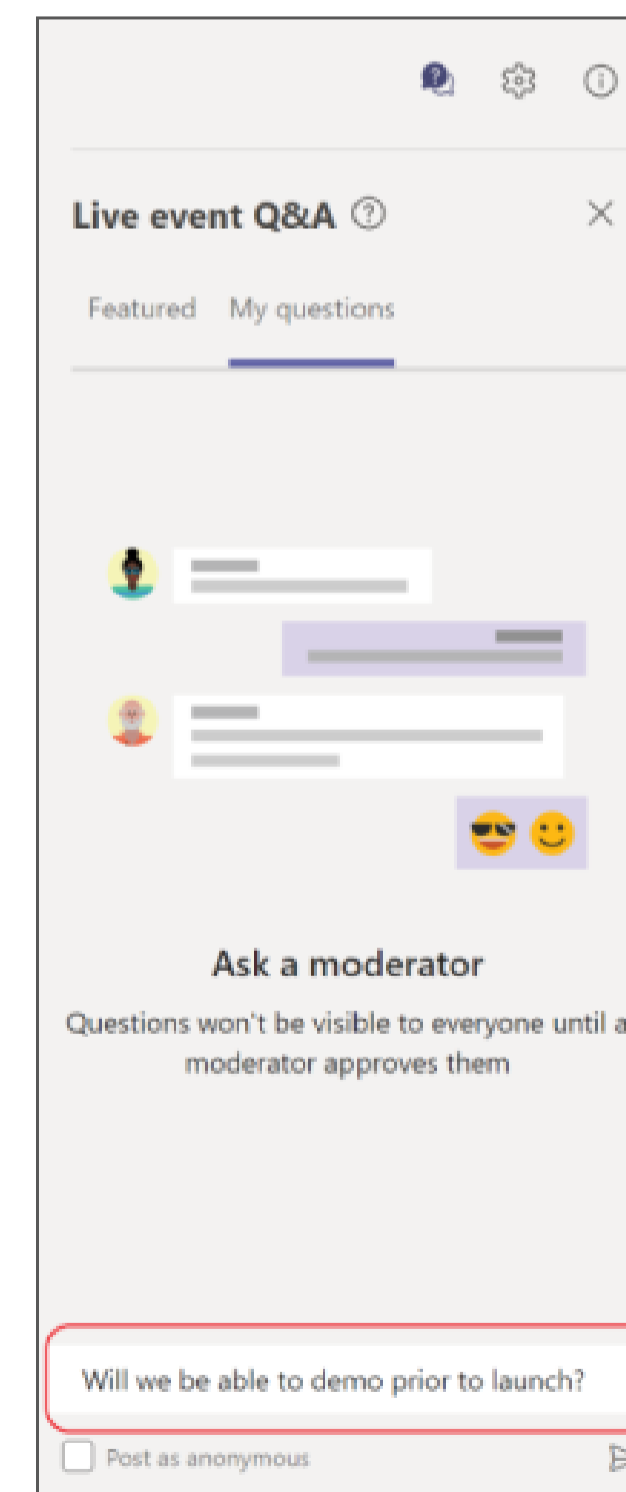 Live event Q&A
Featured My questions
Ask a moderator
Questions won't be visible to everyone until a
moderator approves them
Will we be able to demo prior to launch?
Post as anonymous